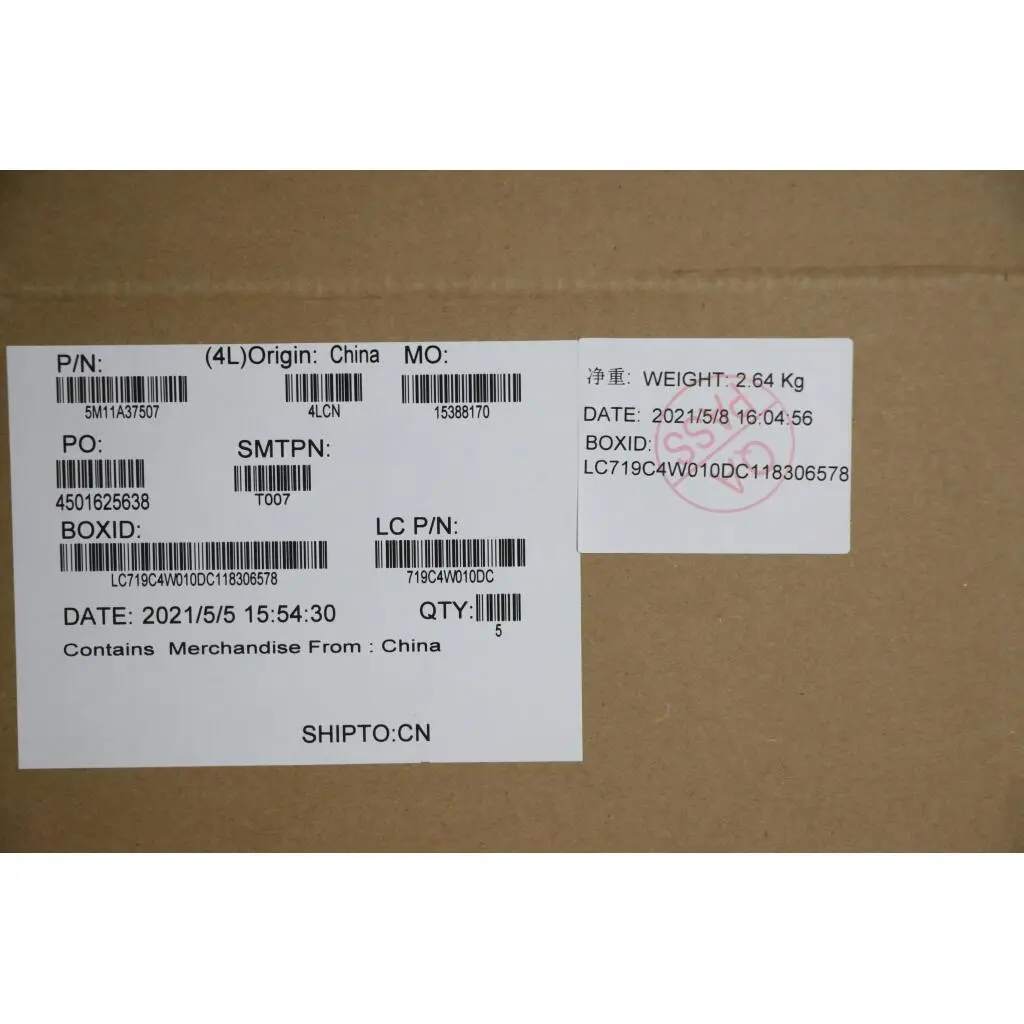 P/N: (4L)Origin: China MO:
5M11A37507 4LCN 15388170
PO: SMTPN:
4501625638 T007
BOXID: LC P/N:
LC719C4W010DC118306578 719C4W010DC
DATE: 2021/5/5 15:54:30 QTY:
5
Contains Merchandise From : China
SHIPTO:CN
净重: WEIGHT: 2.64 Kg
DATE: 2021/5/8 16:04:56
BOXID:
LC719C4W010DC118306578
PASS
QA